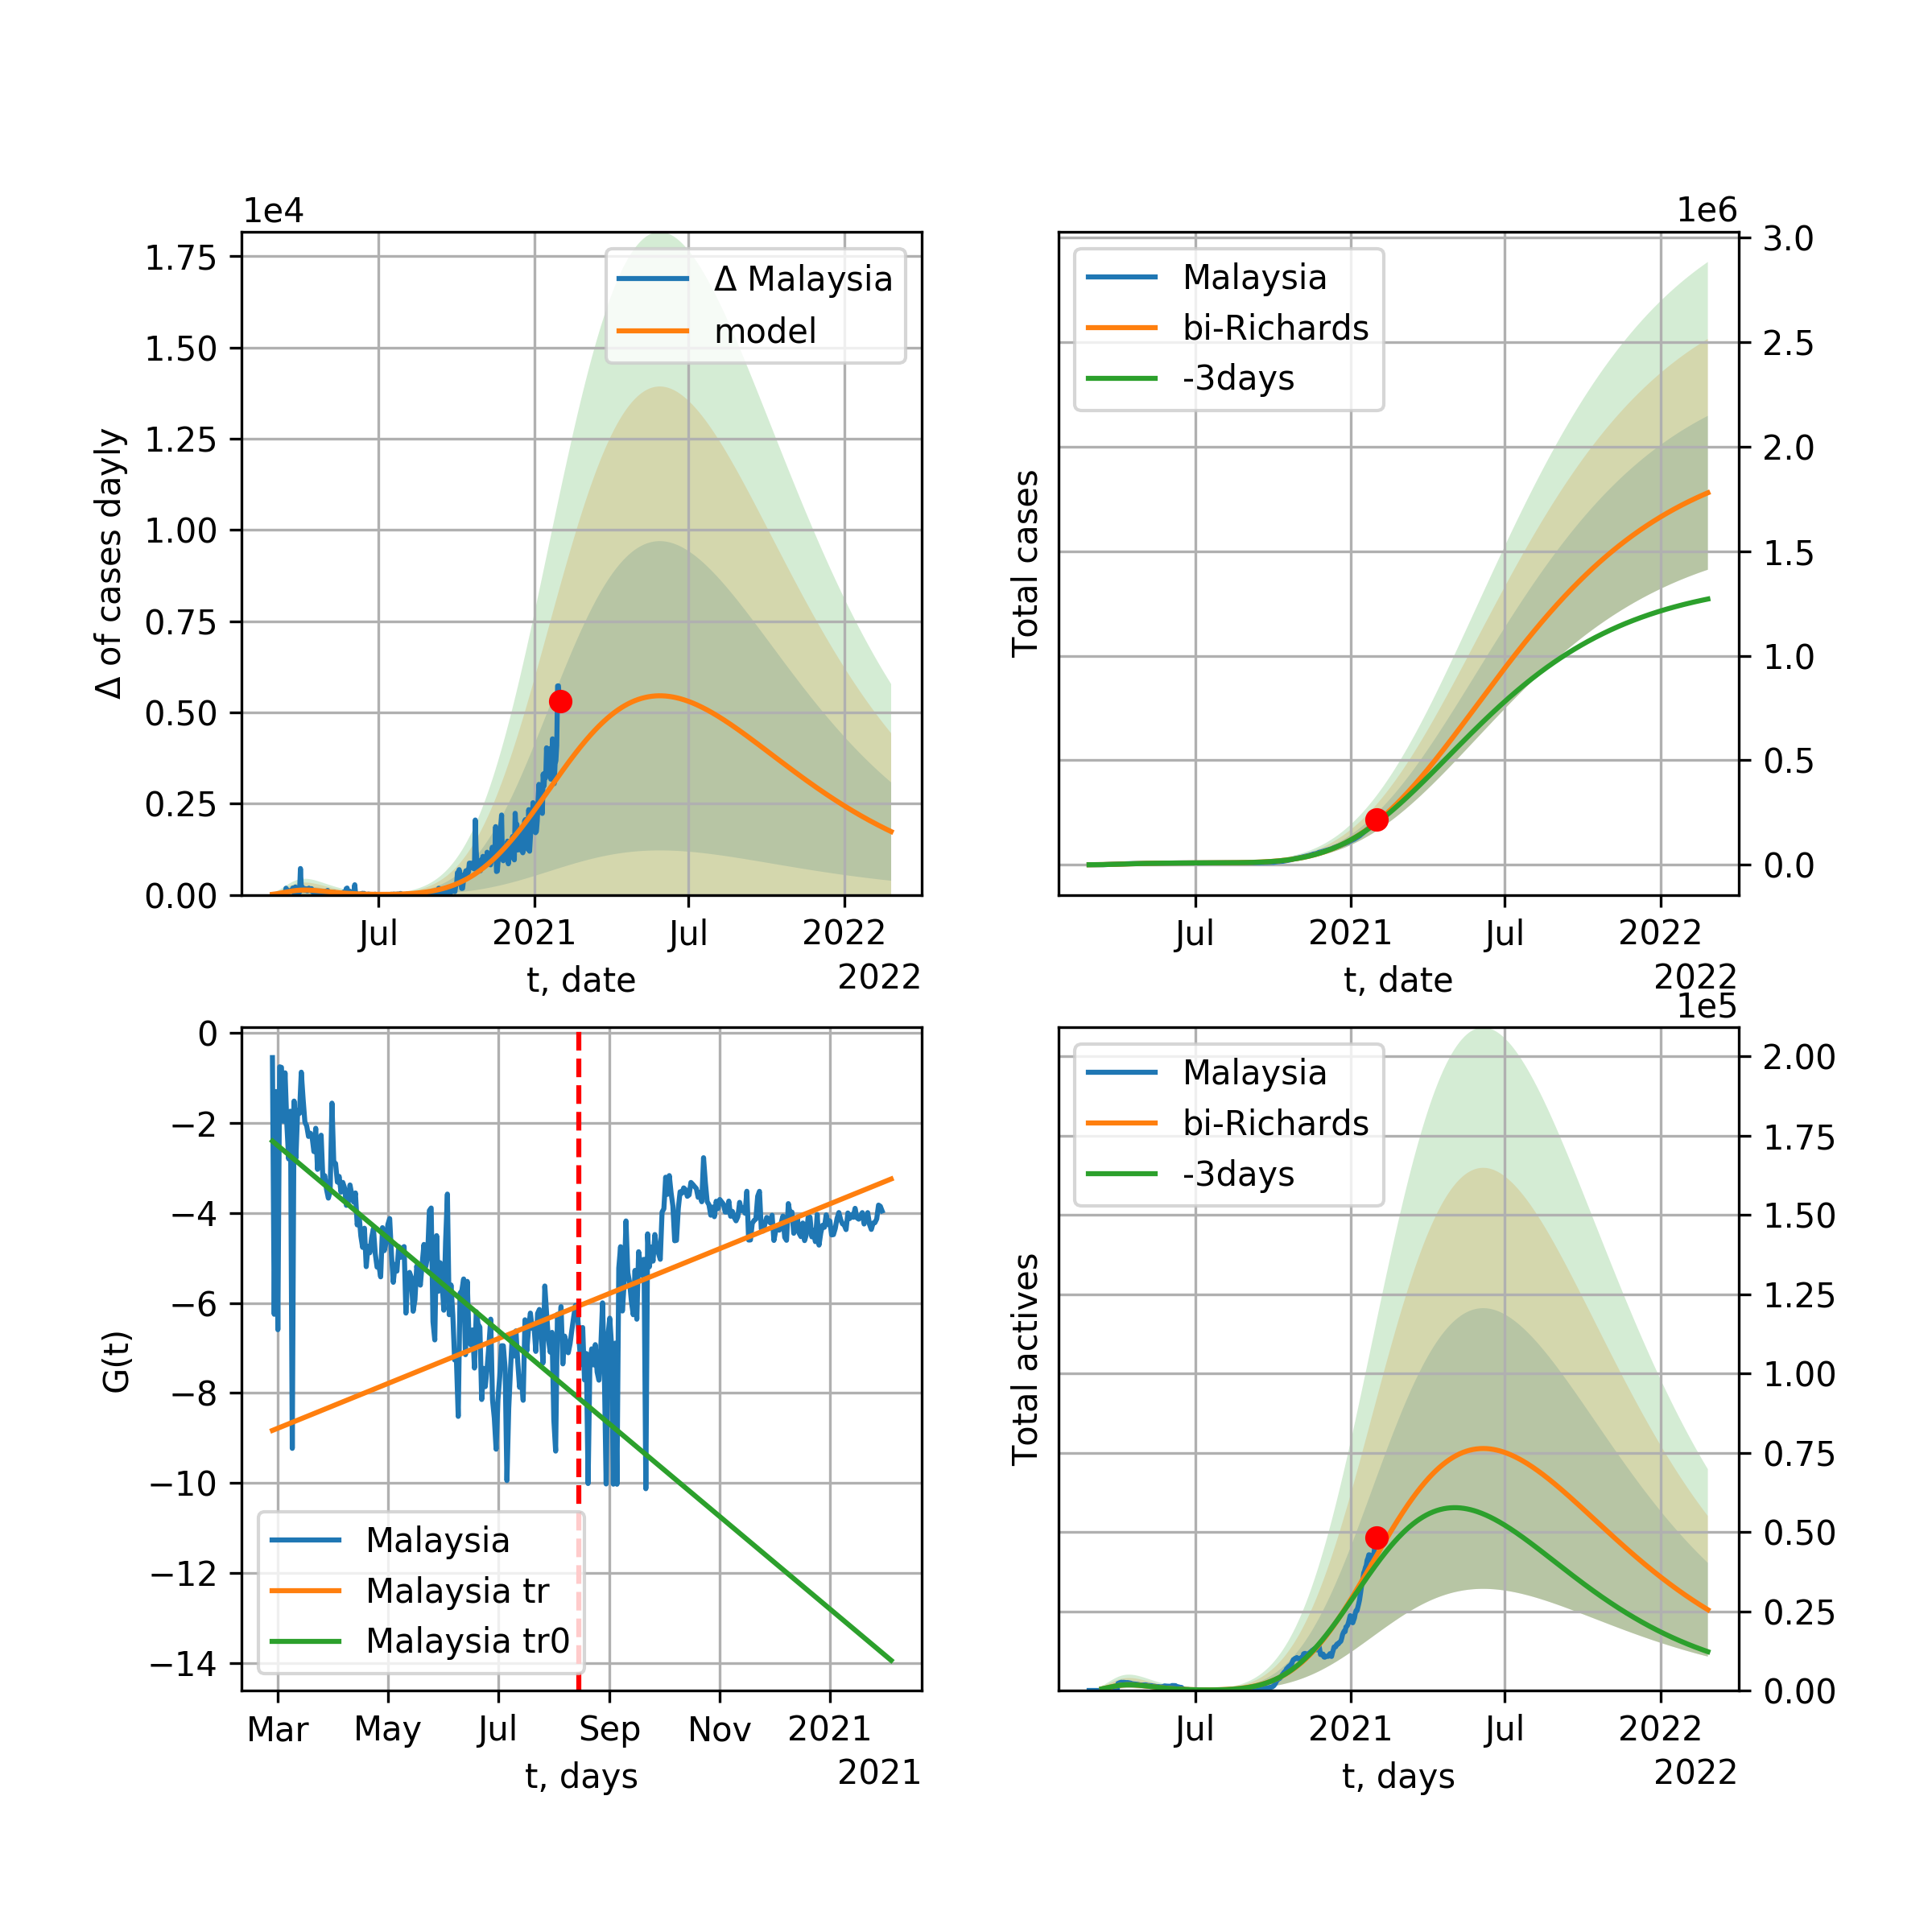 1e4
1.75
1.50
1.25
1.00
0.75
0.50
0.25
0.00
Δ of cases dayly
Δ Malaysia
model
Jul 2021 Jul 2022
t, date
2022
1e6
3.0
2.5
2.0
1.5
1.0
0.5
0.0
Total cases
Malaysia
bi-Richards
-3days
Jul 2021 Jul 2022
t, date
2022
0
−2
−4
−6
−8
−10
−12
−14
G(t)
Malaysia
Malaysia tr
Malaysia tr0
Mar May Jul Sep Nov 2021
t, days
2021
1e5
2.00
1.75
1.50
1.25
1.00
0.75
0.50
0.25
0.00
Total actives
Malaysia
bi-Richards
-3days
Jul 2021 Jul 2022
t, days
2022